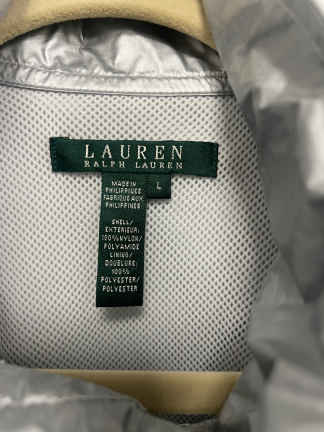 LAUREN
RALPH LAUREN
L
MADE IN
PHILIPPINES
FABRIQUE AUX
PHILIPPINES
SHELL/
EXTERIEUR:
100%NYLON/
POLYAMIDE
LINING/
DOUBLURE:
100%
POLYESTER/
POLYESTER